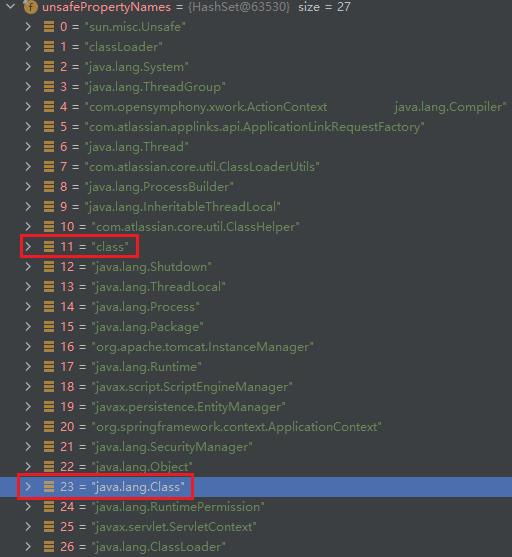 unsafePropertyNames = {HashSet@63530} size = 27
0 = "sun.misc.Unsafe"
1 = "classLoader"
2 = "java.lang.System"
3 = "java.lang.ThreadGroup"
4 = "com.opensymphony.xwork.ActionContext java.lang.Compiler"
5 = "com.atlassian.applinks.api.ApplicationLinkRequestFactory"
6 = "java.lang.Thread"
7 = "com.atlassian.core.util.ClassLoaderUtils"
8 = "java.lang.ProcessBuilder"
9 = "java.lang.InheritableThreadLocal"
10 = "com.atlassian.core.util.ClassHelper"
11 = "class"
12 = "java.lang.Shutdown"
13 = "java.lang.ThreadLocal"
14 = "java.lang.Process"
15 = "java.lang.Package"
16 = "org.apache.tomcat.InstanceManager"
17 = "java.lang.Runtime"
18 = "javax.script.ScriptEngineManager"
19 = "javax.persistence.EntityManager"
20 = "org.springframework.context.ApplicationContext"
21 = "java.lang.SecurityManager"
22 = "java.lang.Object"
23 = "java.lang.Class"
24 = "java.lang.RuntimePermission"
25 = "javax.servlet.ServletContext"
26 = "java.lang.ClassLoader"